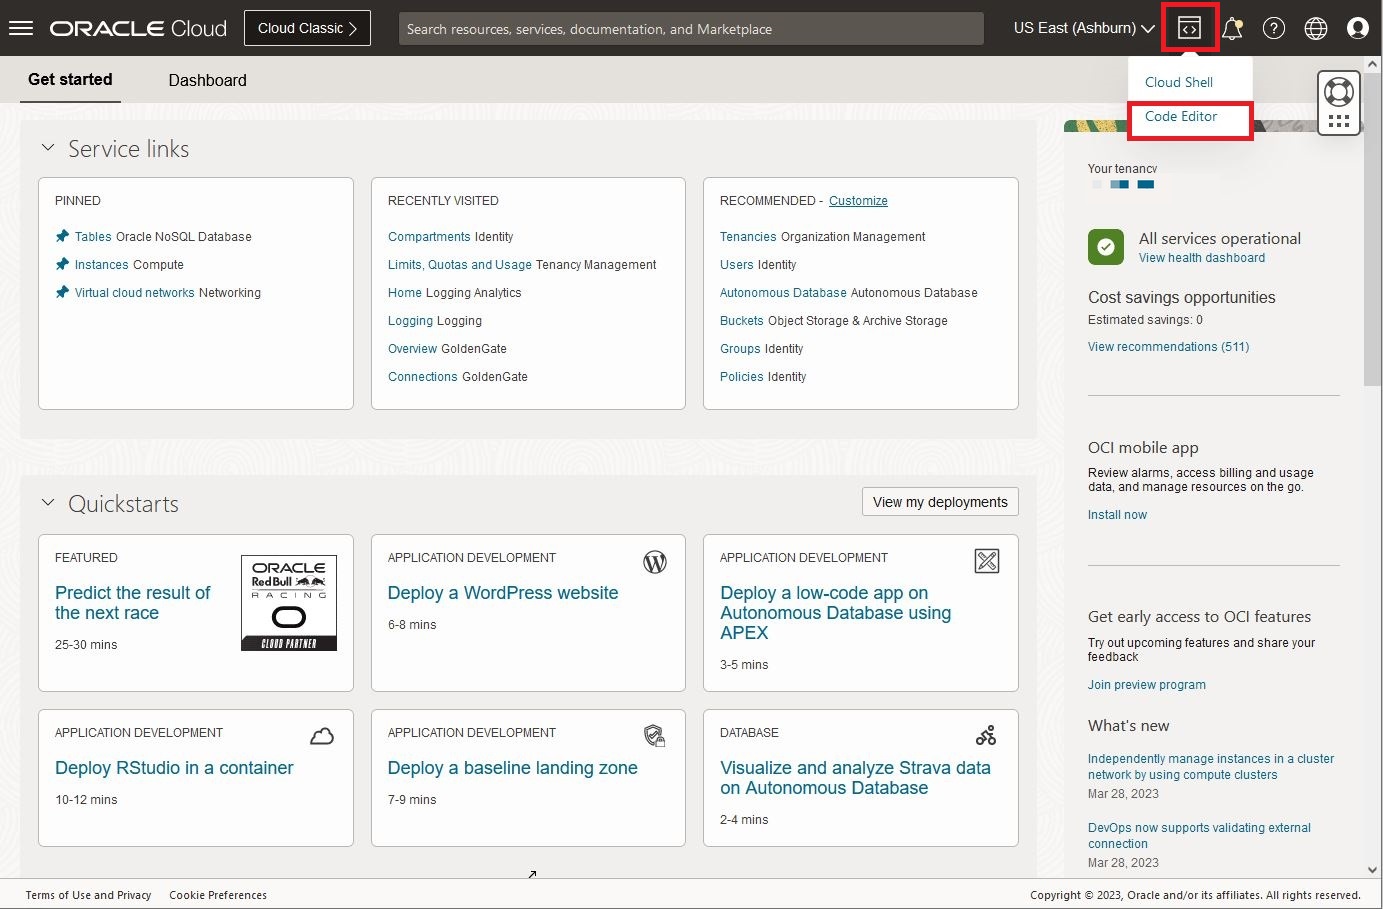 ORACLE Cloud
Cloud Classic
Search resources, services, documentation, and Marketplace
US East (Ashburn)
Get started
Dashboard
Cloud Shell
Code Editor
Service links
PINNED
Tables Oracle NoSQL Database
Instances Compute
Virtual cloud networks Networking
RECENTLY VISITED
Compartments Identity
Limits, Quotas and Usage Tenancy Management
Home Logging Analytics
Logging Logging
Overview GoldenGate
Connections GoldenGate
RECOMMENDED - Customize
Tenancies Organization Management
Users Identity
Autonomous Database Autonomous Database
Buckets Object Storage & Archive Storage
Groups Identity
Policies Identity
Quickstarts
View my deployments
FEATURED
Predict the result of
the next race
25-30 mins
ORACLE
Red Bull
RACING
CLOUD PARTNER
APPLICATION DEVELOPMENT
Deploy a WordPress website
6-8 mins
APPLICATION DEVELOPMENT
Deploy a low-code app on
Autonomous Database using
APEX
3-5 mins
APPLICATION DEVELOPMENT
Deploy RStudio in a container
10-12 mins
APPLICATION DEVELOPMENT
Deploy a baseline landing zone
7-9 mins
DATABASE
Visualize and analyze Strava data
on Autonomous Database
2-4 mins
Your tenancy
All services operational
View health dashboard
Cost savings opportunities
Estimated savings: 0
View recommendations (511)
OCI mobile app
Review alarms, access billing and usage
data, and manage resources on the go.
Install now
Get early access to OCI features
Try out upcoming features and share your
feedback
Join preview program
What's new
Independently manage instances in a cluster
network by using compute clusters
Mar 28, 2023
DevOps now supports validating external
connection
Mar 28, 2023
Terms of Use and Privacy
Cookie Preferences
Copyright © 2023, Oracle and/or its affiliates. All rights reserved.